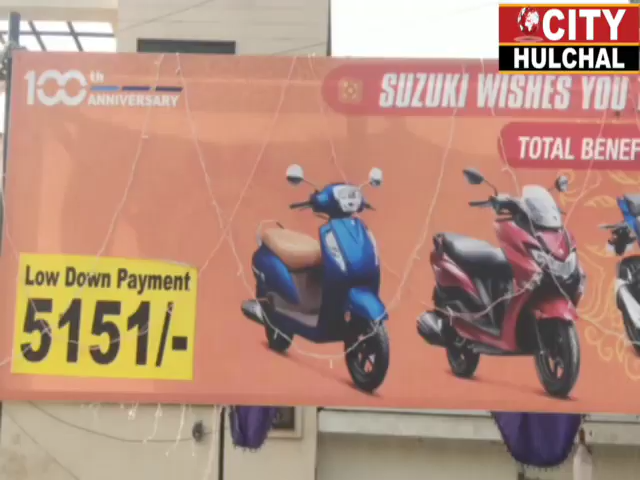 CITY
HULCHAL
100th
ANNIVERSARY
SUZUKI WISHES YOU
TOTAL BENEF
Low Down Payment
5151/-